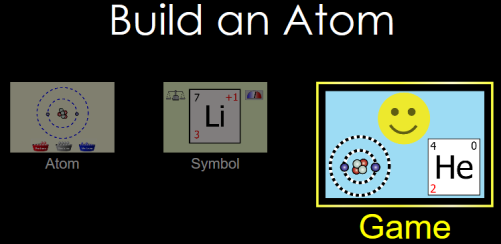 Build an Atom
7 +1
Li
3
4 0
He
2
Atom
Symbol
Game